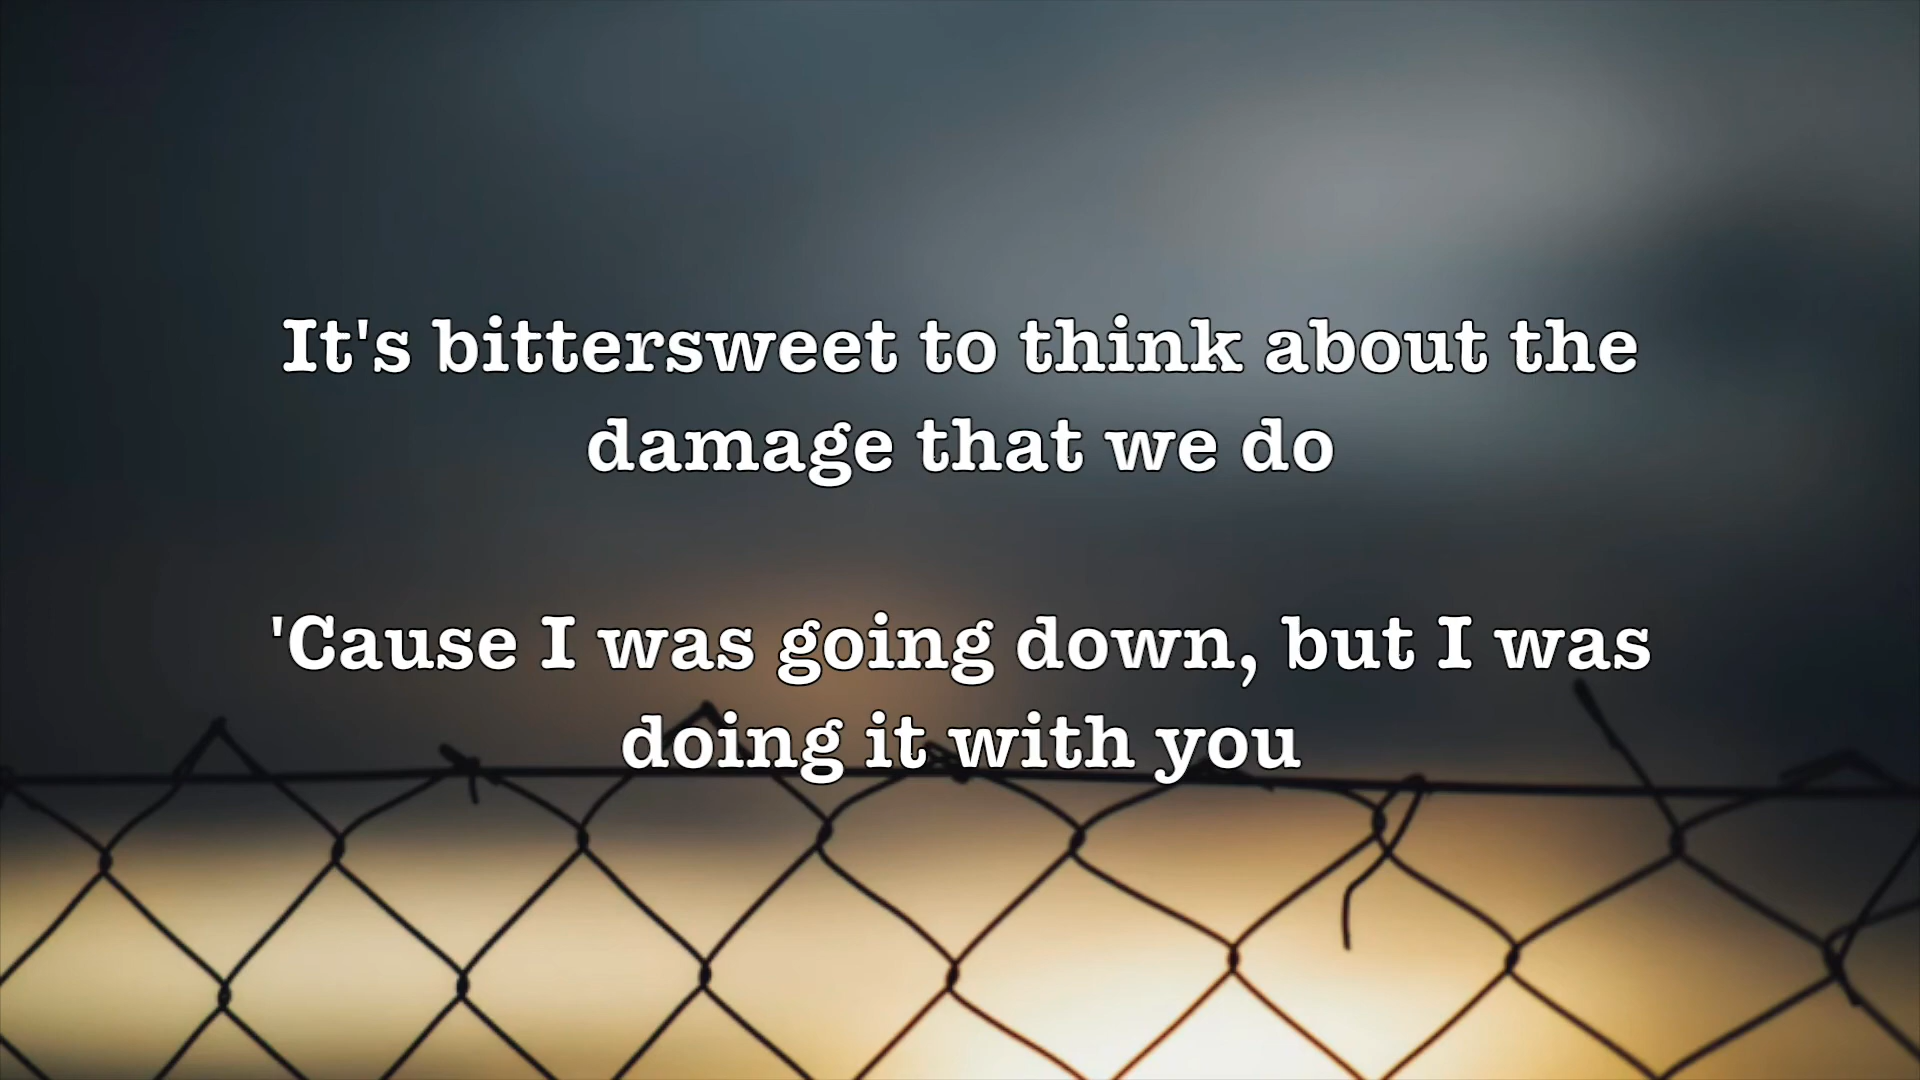 It's bittersweet to think about the
damage that we do
'Cause I was going down, but I was
doing it with you